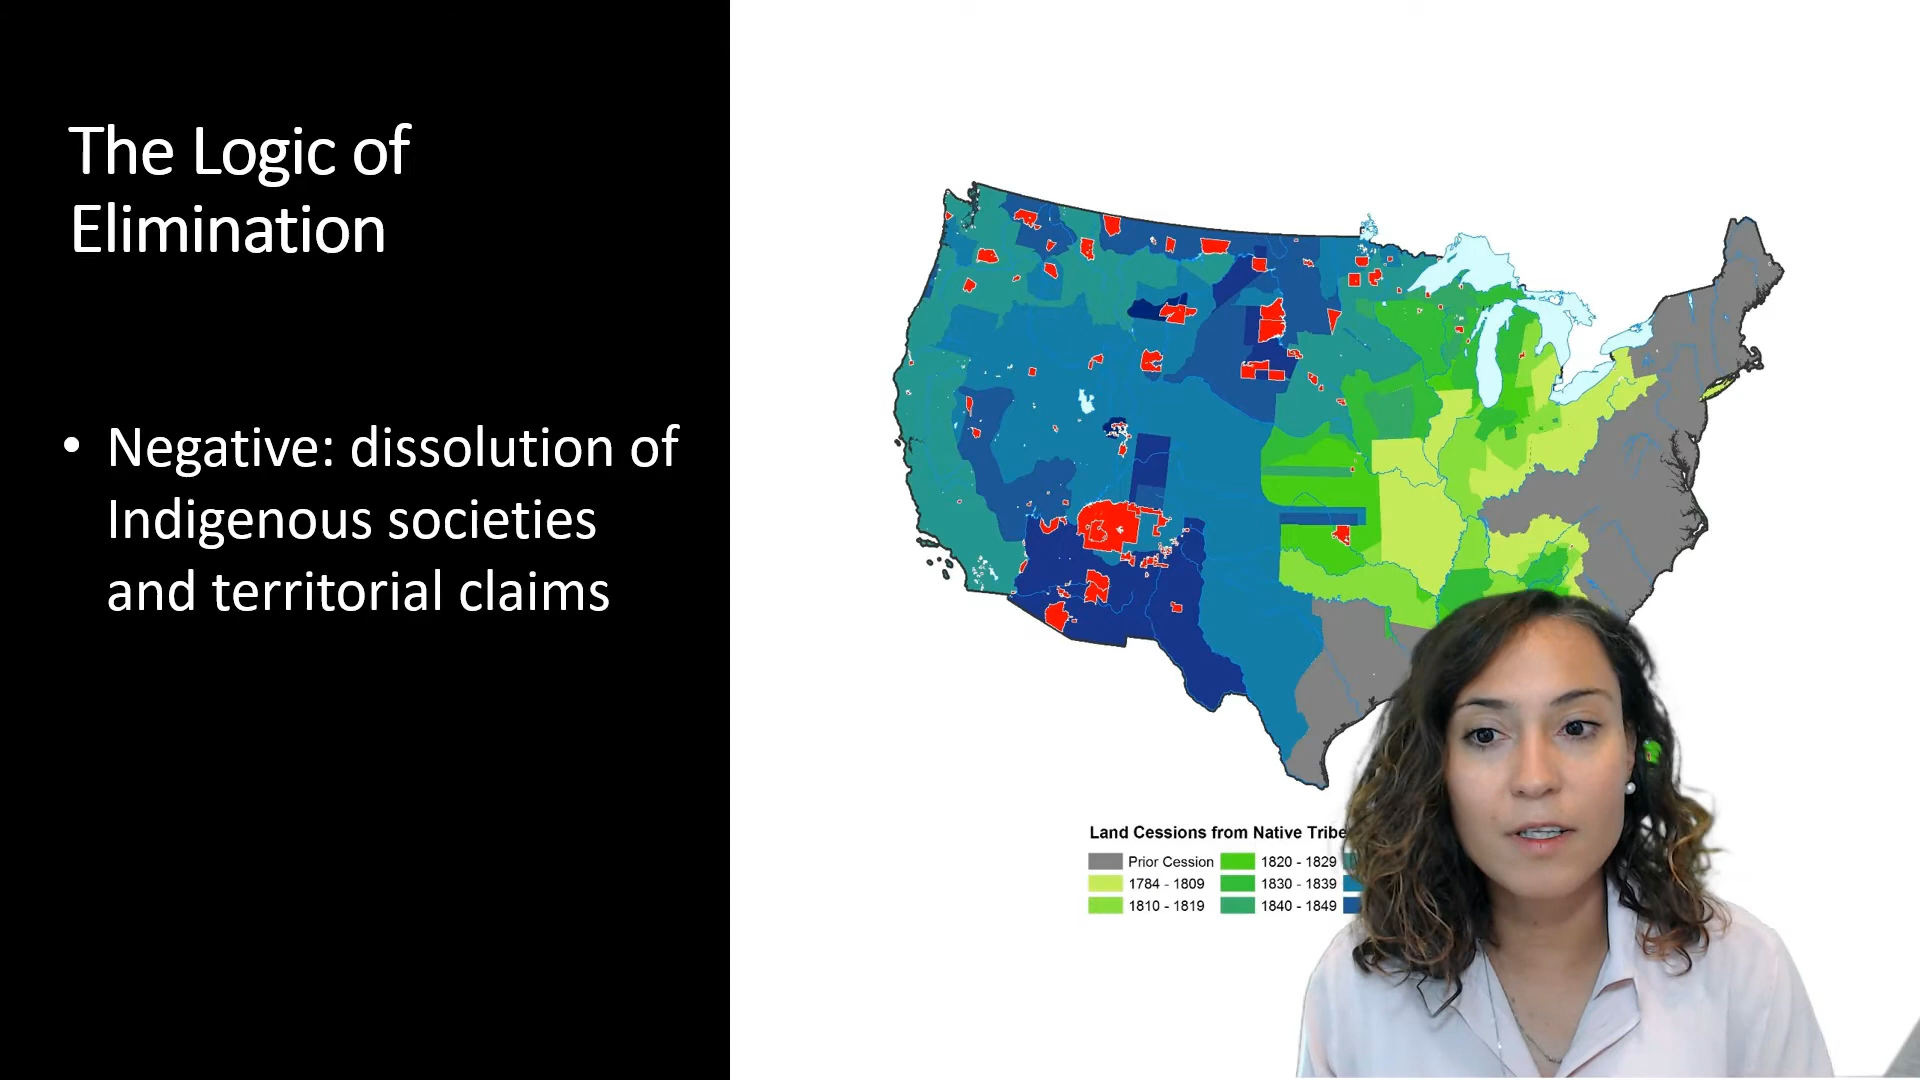 The Logic of
Elimination
• Negative: dissolution of
Indigenous societies
and territorial claims
Land Cessions from Native Tribe
Prior Cession 1820 - 1829
1784 - 1809 1830 - 1839
1810 - 1819 1840 - 1849